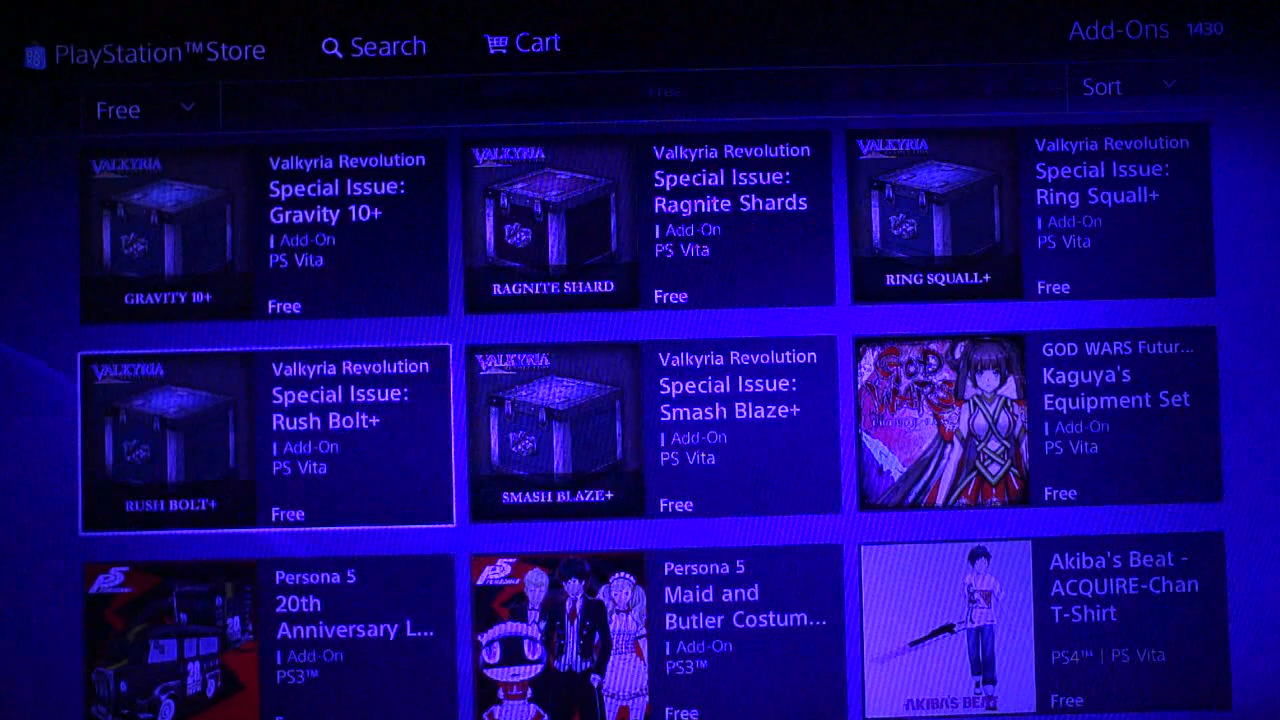 PlayStation™Store
Search
Cart
Add-Ons 1430
Free
Free
Sort
VALKYRIA
GRAVITY 10+
Valkyria Revolution
Special Issue:
Gravity 10+
Add-On
PS Vita
Free
VALKYRIA
RAGNITE SHARD
Valkyria Revolution
Special Issue:
Ragnite Shards
Add-On
PS Vita
Free
VALKYRIA
RING SQUALL+
Valkyria Revolution
Special Issue:
Ring Squall+
Add-On
PS Vita
Free
VALKYRIA
RUSH BOLT+
Valkyria Revolution
Special Issue:
Rush Bolt+
Add-On
PS Vita
Free
VALKYRIA
SMASH BLAZE+
Valkyria Revolution
Special Issue:
Smash Blaze+
Add-On
PS Vita
Free
GOD
WARS
GOD WARS Futur...
Kaguya's
Equipment Set
Add-On
PS Vita
Free
P5
20
Persona 5
20th
Anniversary L...
Add-On
PS3™
P5
Persona 5
Maid and
Butler Costum...
Add-On
PS3™
Free
AKIBA'S BEAT
Akiba's Beat -
ACQUIRE-Chan
T-Shirt
PS4™ | PS Vita
Free